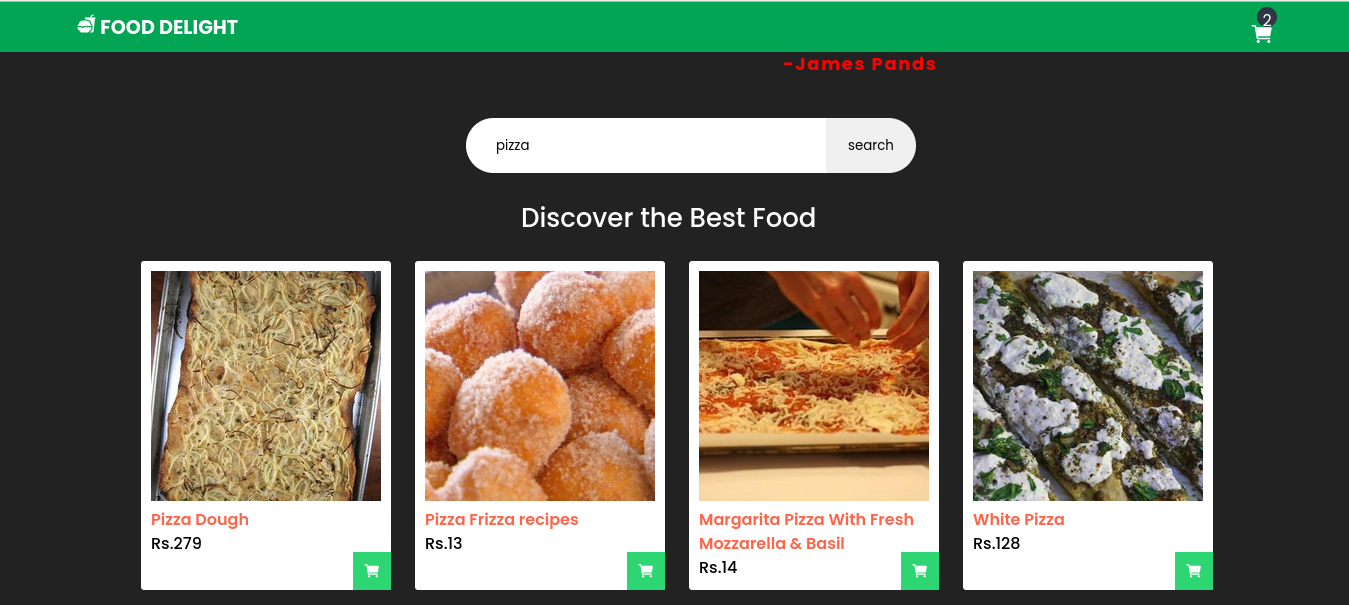 FOOD DELIGHT
2
-James Pands
pizza
search
Discover the Best Food
Pizza Dough
Rs.279
Pizza Frizza recipes
Rs.13
Margarita Pizza With Fresh
Mozzarella & Basil
Rs.14
White Pizza
Rs.128